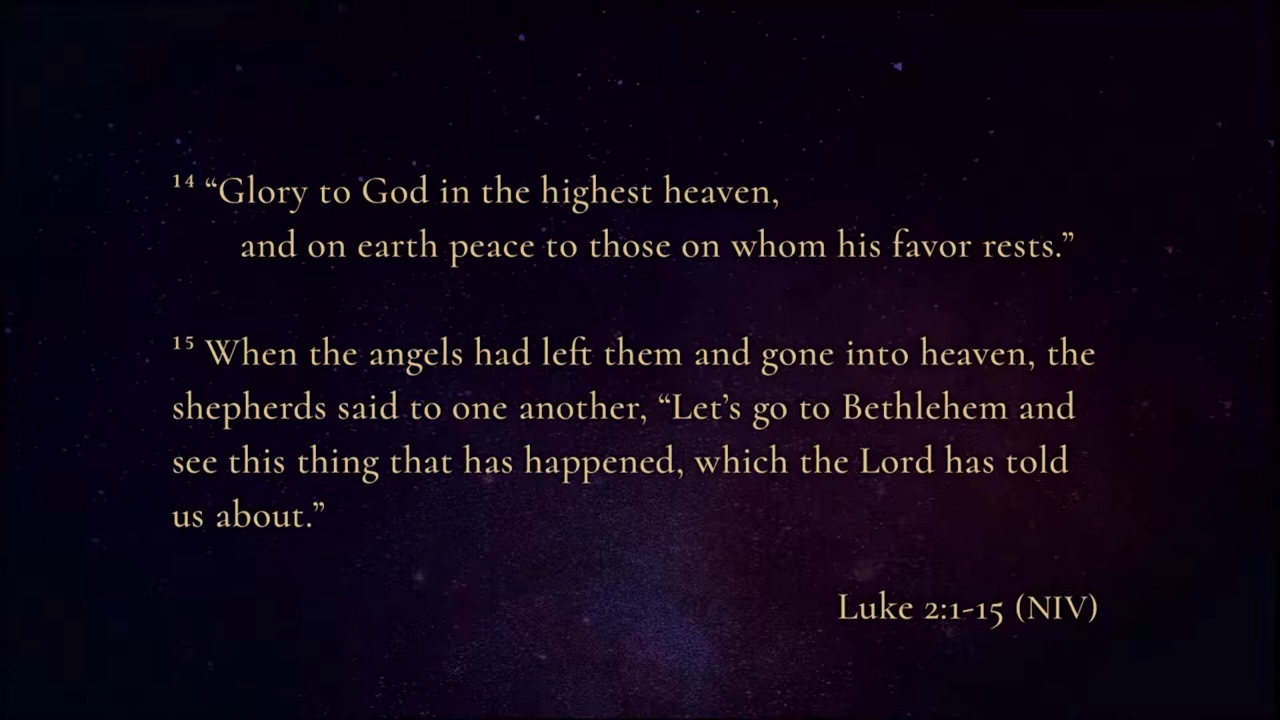 ¹⁴ “Glory to God in the highest heaven,
and on earth peace to those on whom his favor rests.”
¹⁵ When the angels had left them and gone into heaven, the
shepherds said to one another, “Let’s go to Bethlehem and
see this thing that has happened, which the Lord has told
us about.”
Luke 2:1-15 (NIV)